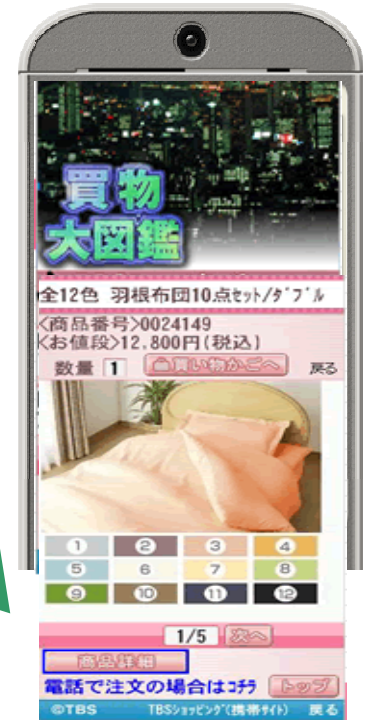 買物
大図鑑
全12色 羽根布団10点ｾｯﾄ/ﾀﾞﾌﾞﾙ
<商品番号>0024149
<お値段>12.800円(税込)
数量 1 買い物かごへ 戻る
① ② ③ ④
⑤ ⑥ ⑦ ⑧
⑨ ⑩ ⑪ ⑫
1/5 次へ
商品詳細
電話で注文の場合はｺﾁﾗ トップ
©TBS TBSｼｮｯﾋﾟﾝｸﾞ(携帯ｻｲﾄ) 戻る